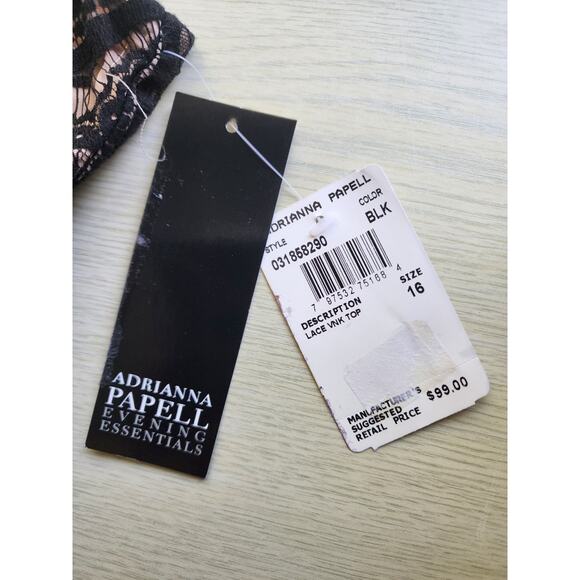 ADRIANNA
PAPELL
EVENING
ESSENTIALS
ADRIANNA PAPELL
STYLE COLOR
031858290 BLK
7 97532 75188 4
DESCRIPTION SIZE
LACE VNK TOP 16
MANUFACTURER'S
SUGGESTED $99.00
RETAIL PRICE